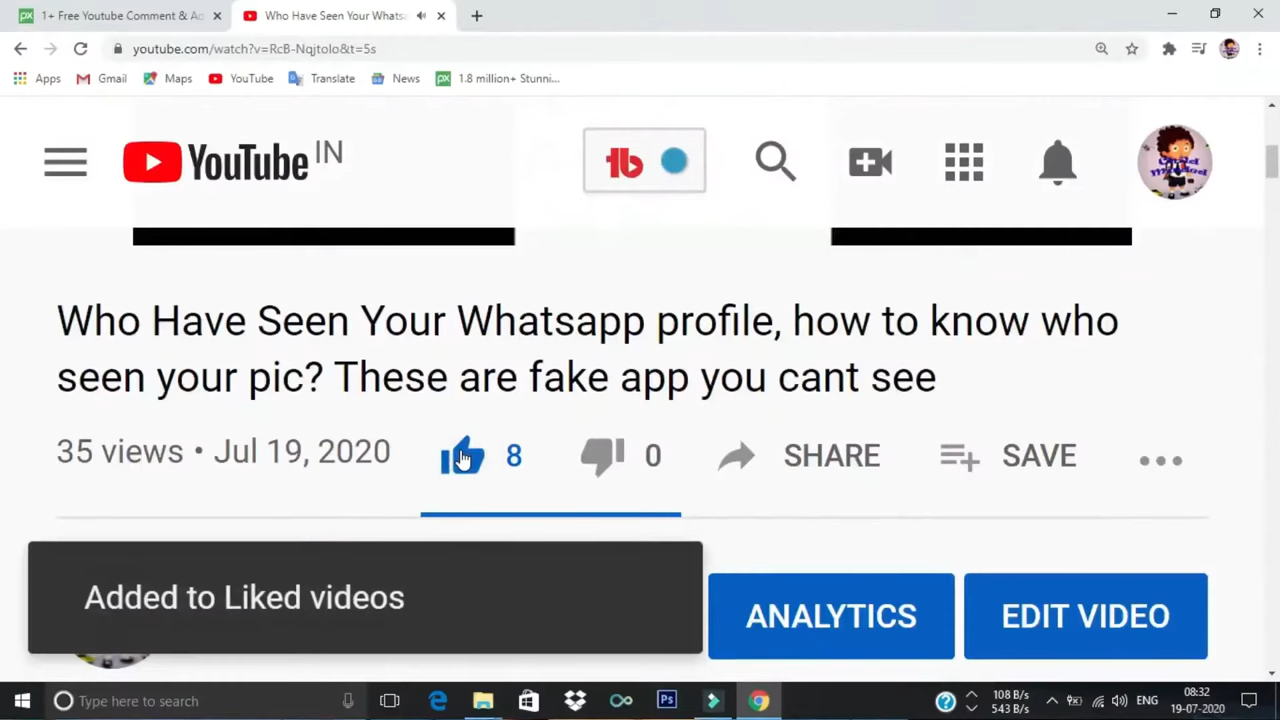 1+ Free Youtube Comment & Ad
Who Have Seen Your Whatsa
youtube.com/watch?v=RcB-Nqjtolo&t=5s
Apps Gmail Maps YouTube Translate News 1.8 million+ Stunni...
YouTube IN
Who Have Seen Your Whatsapp profile, how to know who
seen your pic? These are fake app you cant see
35 views • Jul 19, 2020 8 0 SHARE SAVE
Added to Liked videos
ANALYTICS EDIT VIDEO
Type here to search
108 B/s
543 B/s
ENG
08:32
19-07-2020